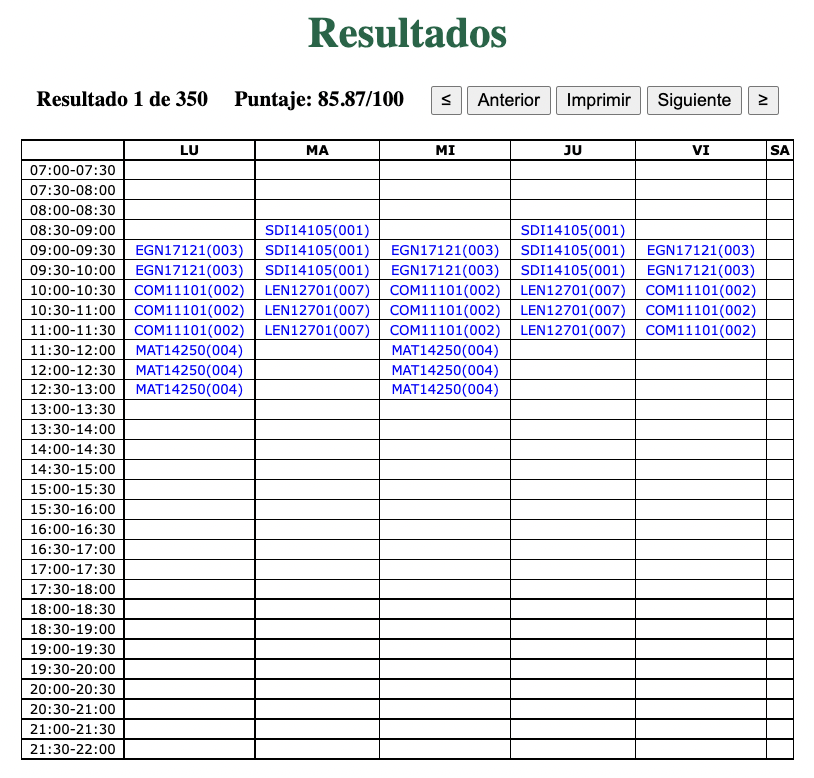 Resultados
Resultado 1 de 350 Puntaje: 85.87/100 ≤ Anterior Imprimir Siguiente ≥
LU MA MI JU VI SA
07:00-07:30
07:30-08:00
08:00-08:30
08:30-09:00 SDI14105(001) SDI14105(001)
09:00-09:30 EGN17121(003) SDI14105(001) EGN17121(003) SDI14105(001) EGN17121(003)
09:30-10:00 EGN17121(003) SDI14105(001) EGN17121(003) SDI14105(001) EGN17121(003)
10:00-10:30 COM11101(002) LEN12701(007) COM11101(002) LEN12701(007) COM11101(002)
10:30-11:00 COM11101(002) LEN12701(007) COM11101(002) LEN12701(007) COM11101(002)
11:00-11:30 COM11101(002) LEN12701(007) COM11101(002) LEN12701(007) COM11101(002)
11:30-12:00 MAT14250(004) MAT14250(004)
12:00-12:30 MAT14250(004) MAT14250(004)
12:30-13:00 MAT14250(004) MAT14250(004)
13:00-13:30
13:30-14:00
14:00-14:30
14:30-15:00
15:00-15:30
15:30-16:00
16:00-16:30
16:30-17:00
17:00-17:30
17:30-18:00
18:00-18:30
18:30-19:00
19:00-19:30
19:30-20:00
20:00-20:30
20:30-21:00
21:00-21:30
21:30-22:00